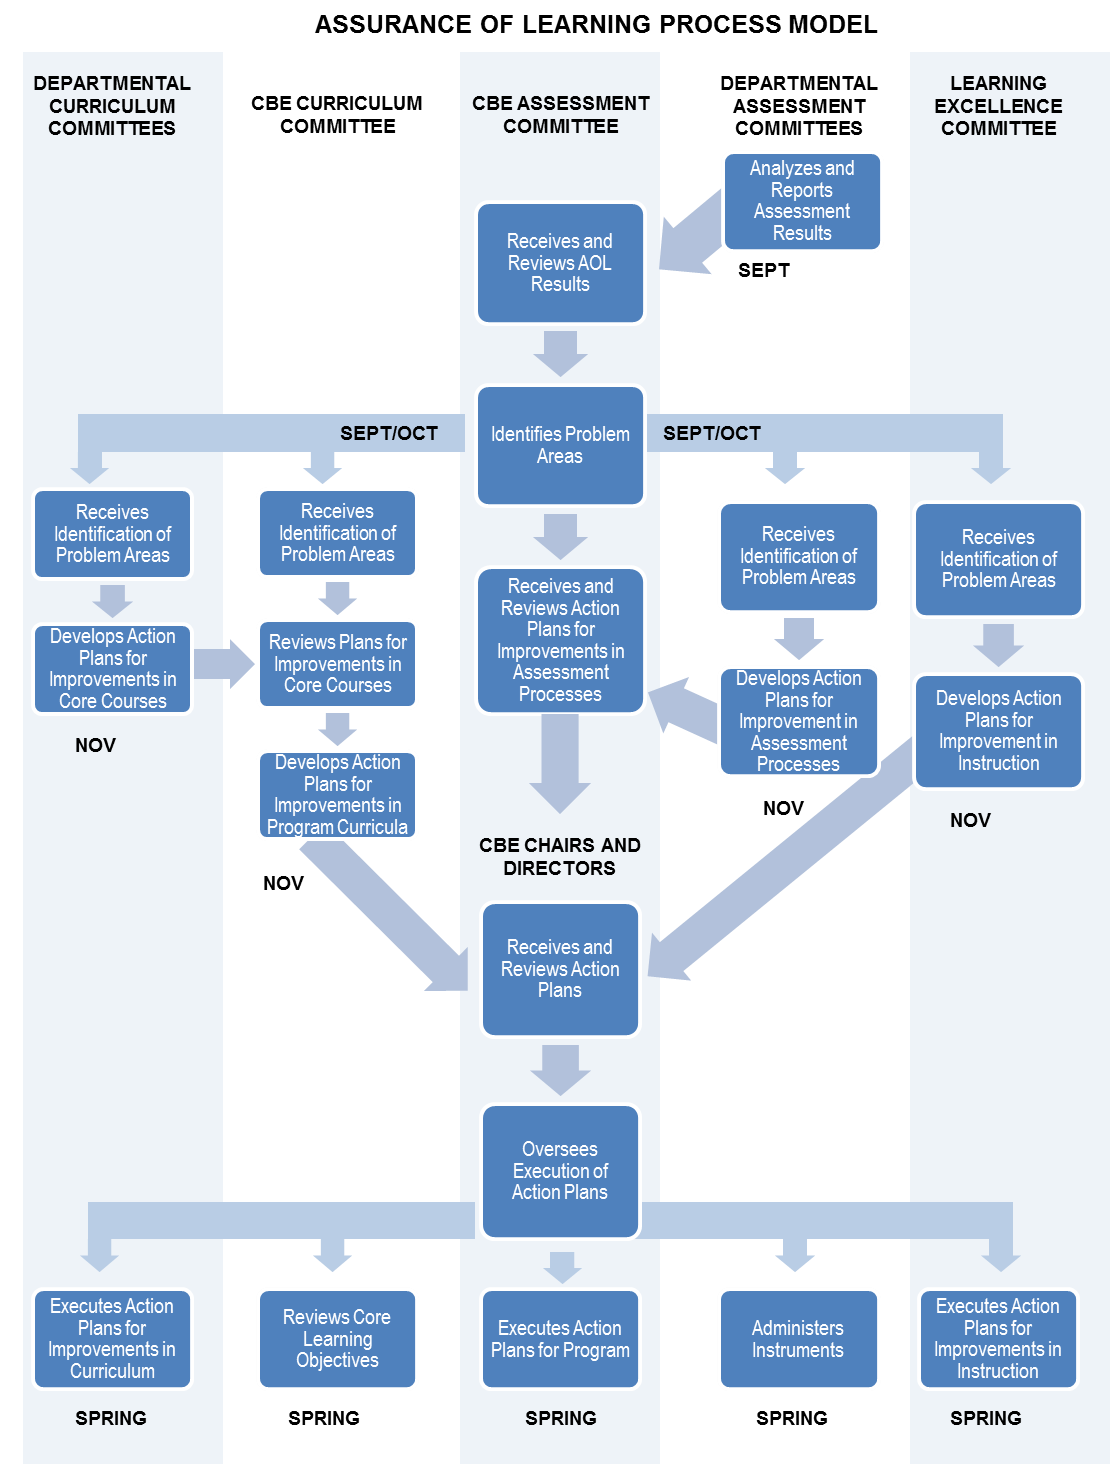 ASSURANCE OF LEARNING PROCESS MODEL
DEPARTMENTAL
CURRICULUM
COMMITTEES
CBE CURRICULUM
COMMITTEE
CBE ASSESSMENT
COMMITTEE
DEPARTMENTAL
ASSESSMENT
COMMITTEES
LEARNING
EXCELLENCE
COMMITTEE
Analyzes and
Reports
Assessment
Results
SEPT
Receives and
Reviews AOL
Results
Identifies Problem
Areas
SEPT/OCT
SEPT/OCT
Receives
Identification of
Problem Areas
Receives
Identification of
Problem Areas
Receives and
Reviews Action
Plans for
Improvements in
Assessment
Processes
Receives
Identification of
Problem Areas
Receives
Identification of
Problem Areas
Develops Action
Plans for
Improvements in
Core Courses
NOV
Reviews Plans for
Improvements in
Core Courses
Develops Action
Plans for
Improvements in
Program Curricula
NOV
Develops Action
Plans for
Improvement in
Assessment
Processes
NOV
Develops Action
Plans for
Improvement in
Instruction
NOV
CBE CHAIRS AND
DIRECTORS
Receives and
Reviews Action
Plans
Oversees
Execution of
Action Plans
Executes Action
Plans for
Improvements in
Curriculum
Reviews Core
Learning
Objectives
Executes Action
Plans for Program
Administers
Instruments
Executes Action
Plans for
Improvements in
Instruction
SPRING
SPRING
SPRING
SPRING
SPRING